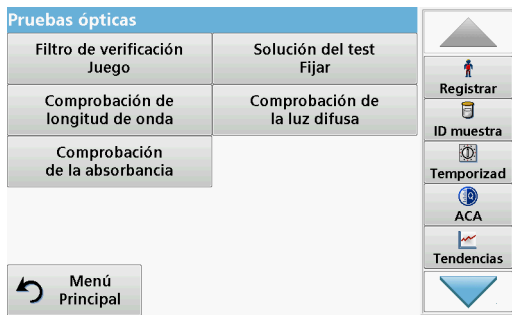 Pruebas ópticas
Filtro de verificación
Juego
Solución del test
Fijar
Comprobación de
longitud de onda
Comprobación de
la luz difusa
Comprobación
de la absorbancia
Menú
Principal
Registrar
ID muestra
Temporizad
ACA
Tendencias